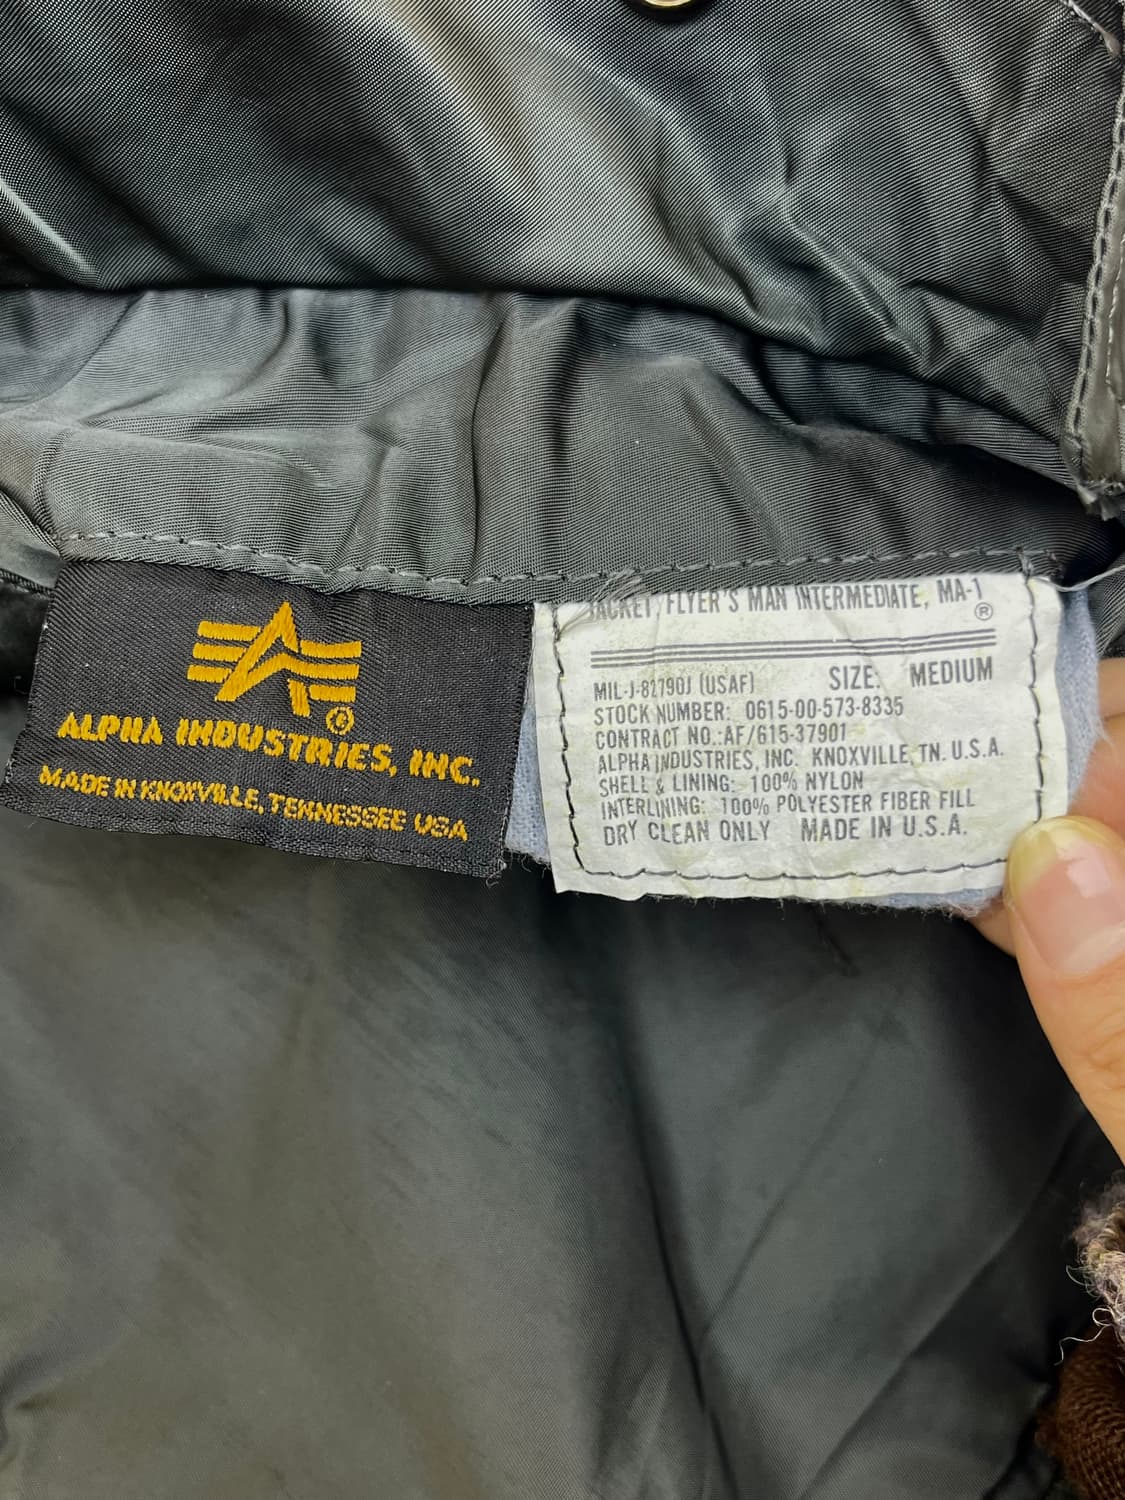 ALPHA INDUSTRIES, INC.
MADE IN KNOXVILLE, TENNESSEE USA
JACKET, FLYER'S MAN INTERMEDIATE, MA-1
®
MIL-J-82790J (USAF) SIZE: MEDIUM
STOCK NUMBER: 0615-00-573-8335
CONTRACT NO.:AF/615-37901
ALPHA INDUSTRIES, INC. KNOXVILLE, TN. U.S.A.
SHELL & LINING: 100% NYLON
INTERLINING: 100% POLYESTER FIBER FILL
DRY CLEAN ONLY MADE IN U.S.A.